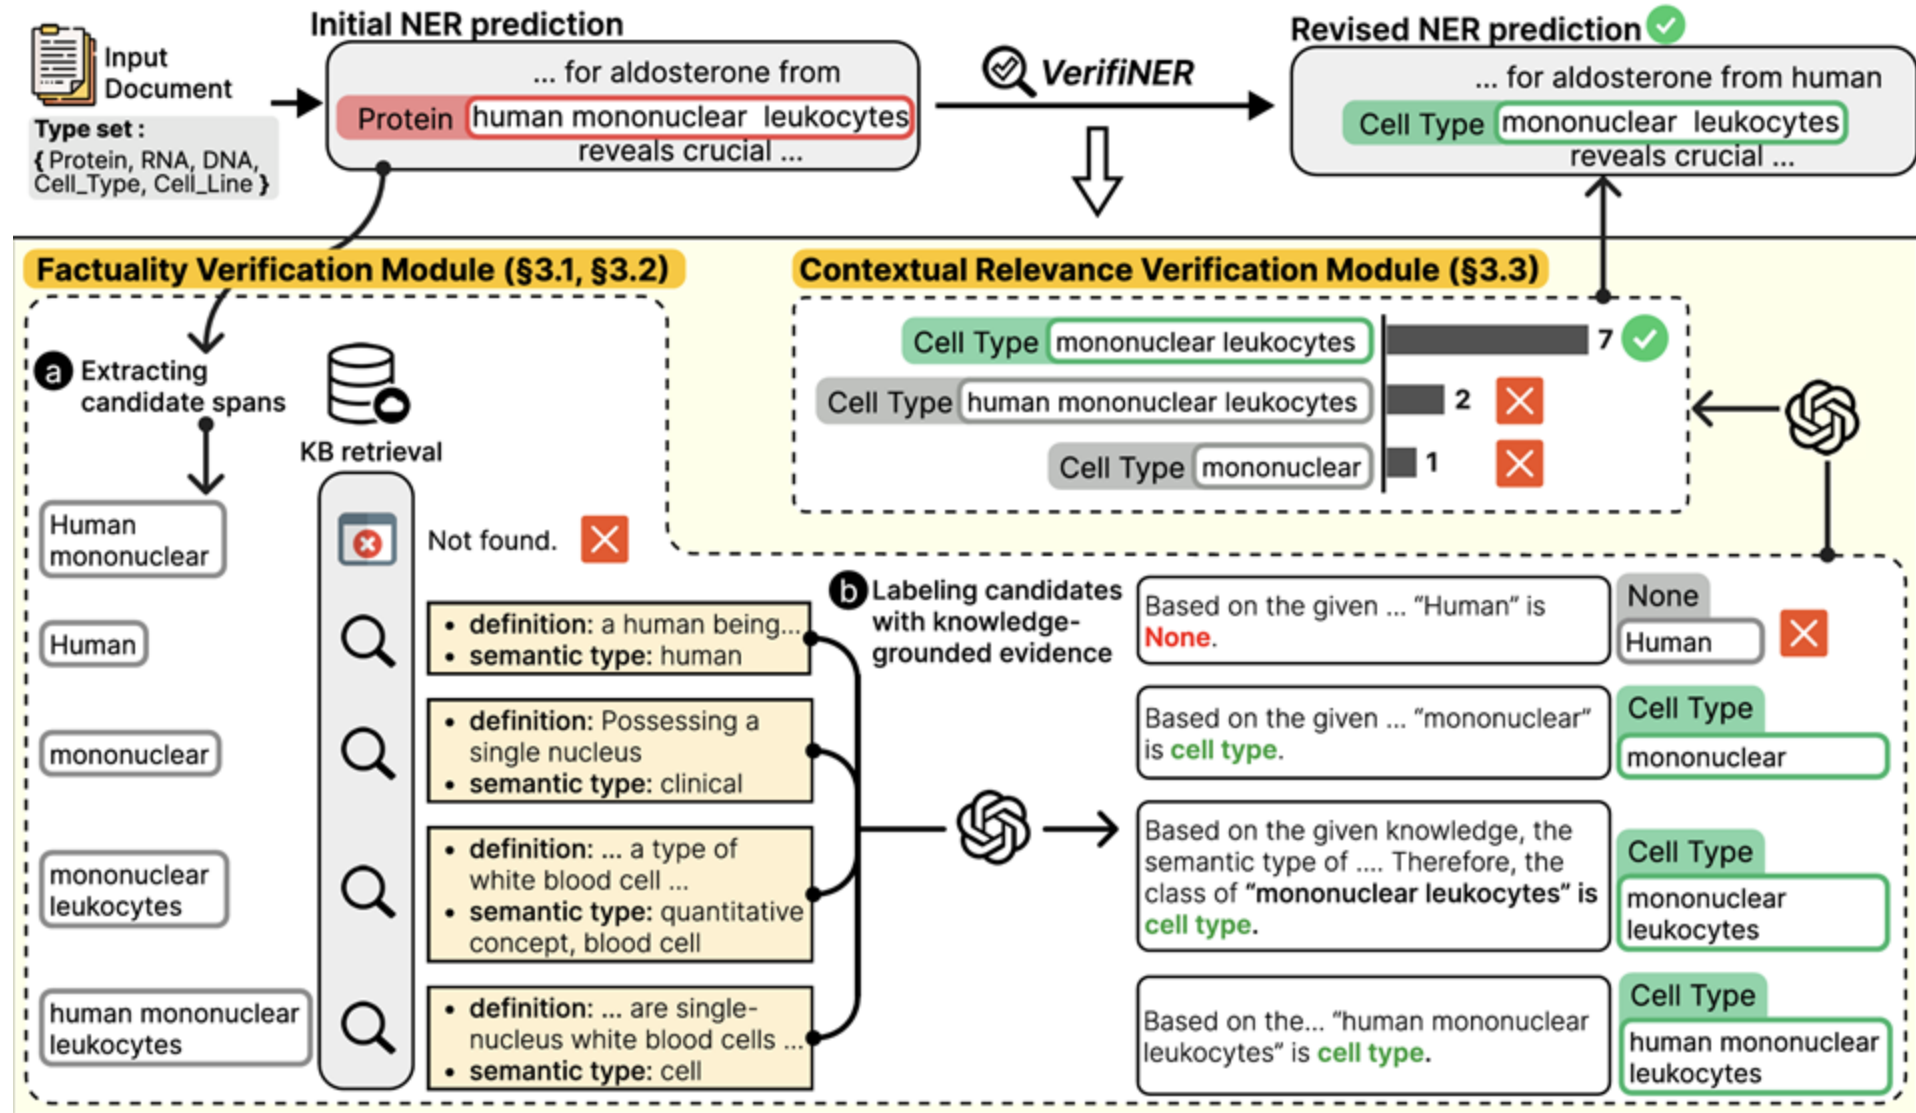 Input
Document
Type set :
{ Protein, RNA, DNA,
Cell_Type, Cell_Line }
Initial NER prediction
... for aldosterone from
Protein human mononuclear leukocytes
reveals crucial ...
VerifiNER
Revised NER prediction
... for aldosterone from human
Cell Type mononuclear leukocytes
reveals crucial ...
Factuality Verification Module (§3.1, §3.2)
a Extracting
candidate spans
KB retrieval
Human
mononuclear
Not found.
Human
• definition: a human being...
• semantic type: human
mononuclear
• definition: Possessing a
single nucleus
• semantic type: clinical
mononuclear
leukocytes
• definition: ... a type of
white blood cell ...
• semantic type: quantitative
concept, blood cell
human mononuclear
leukocytes
• definition: ... are single-
nucleus white blood cells ...
• semantic type: cell
Contextual Relevance Verification Module (§3.3)
Cell Type mononuclear leukocytes 7
Cell Type human mononuclear leukocytes 2
Cell Type mononuclear 1
b Labeling candidates
with knowledge-
grounded evidence
Based on the given ... “Human” is
None.
None
Human
Based on the given ... “mononuclear”
is cell type.
Cell Type
mononuclear
Based on the given knowledge, the
semantic type of .... Therefore, the
class of “mononuclear leukocytes” is
cell type.
Cell Type
mononuclear
leukocytes
Based on the... “human mononuclear
leukocytes” is cell type.
Cell Type
human mononuclear
leukocytes